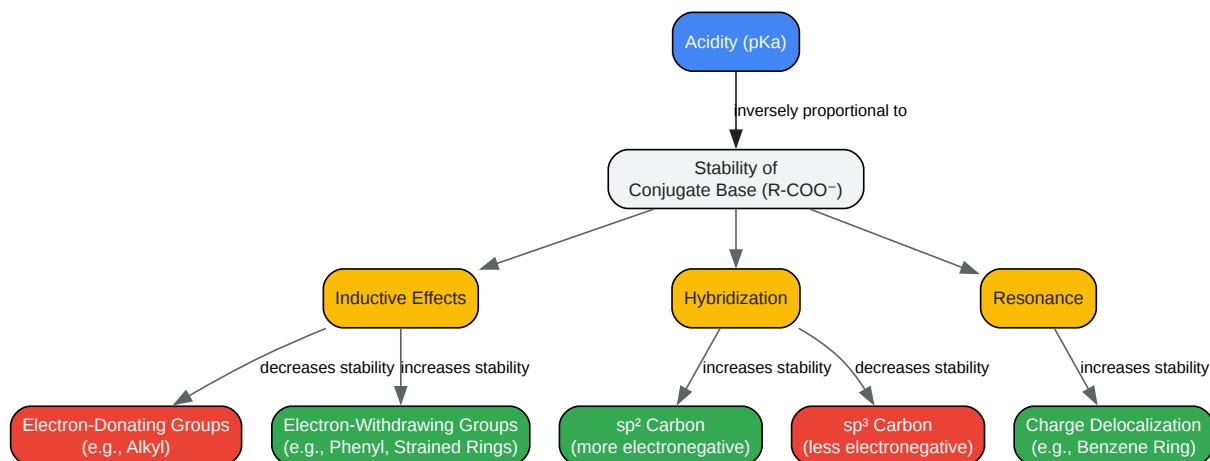 Acidity (pKa)
inversely proportional to
Stability of
Conjugate Base (R-COO⁻)
Inductive Effects
Hybridization
Resonance
decreases stability
increases stability
increases stability
decreases stability
increases stability
Electron-Donating Groups
(e.g., Alkyl)
Electron-Withdrawing Groups
(e.g., Phenyl, Strained Rings)
sp² Carbon
(more electronegative)
sp³ Carbon
(less electronegative)
Charge Delocalization
(e.g., Benzene Ring)